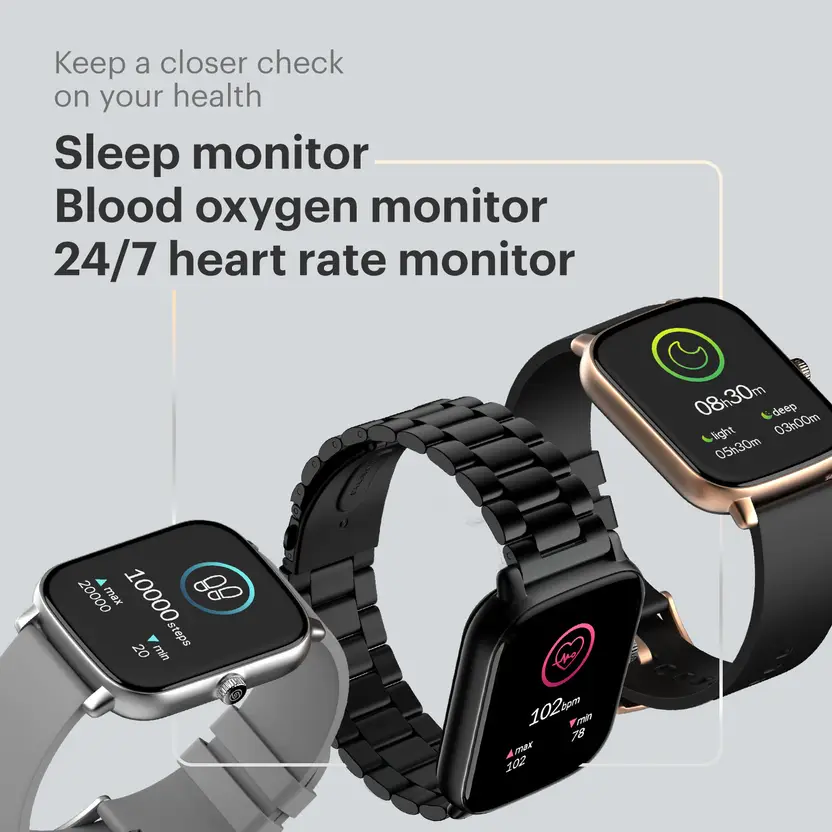 Keep a closer check
on your health
Sleep monitor
Blood oxygen monitor
24/7 heart rate monitor
08h30m
light
05h30m
deep
03h00m
10000 steps
max
20000
min
20
102bpm
max
102
min
78